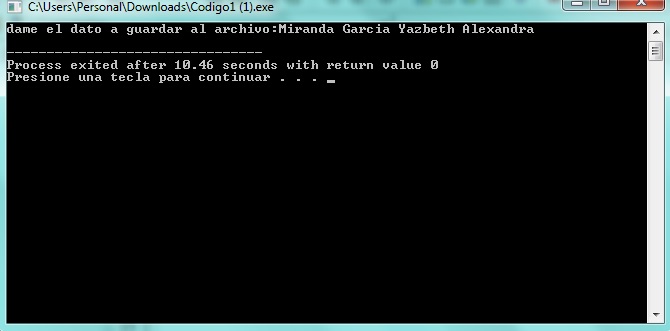 C:\Users\Personal\Downloads\Codigo1 (1).exe
dame el dato a guardar al archivo:Miranda Garcia Yazbeth Alexandra
--------------------------------
Process exited after 10.46 seconds with return value 0
Presione una tecla para continuar . . . _